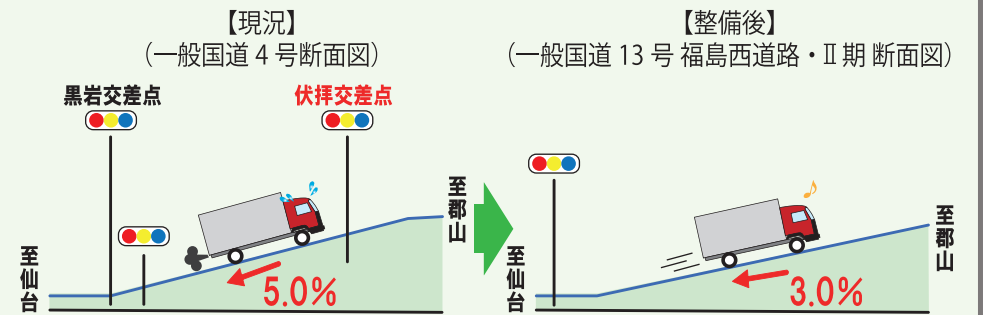 【現況】
（一般国道 4 号断面図）
黒岩交差点
伏拝交差点
至仙台
5.0%
至郡山
【整備後】
（一般国道 13 号 福島西道路・Ⅱ期 断面図）
至仙台
3.0%
至郡山